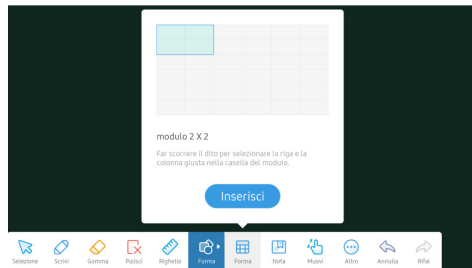 modulo 2 X 2
Far scorrere il dito per selezionare la riga e la
colonna giusta nella casella del modulo.
Inserisci
Selezione Scrivi Gomma Pulisci Righello Forma Forma Nota Muovi Altro Annulla Rifai